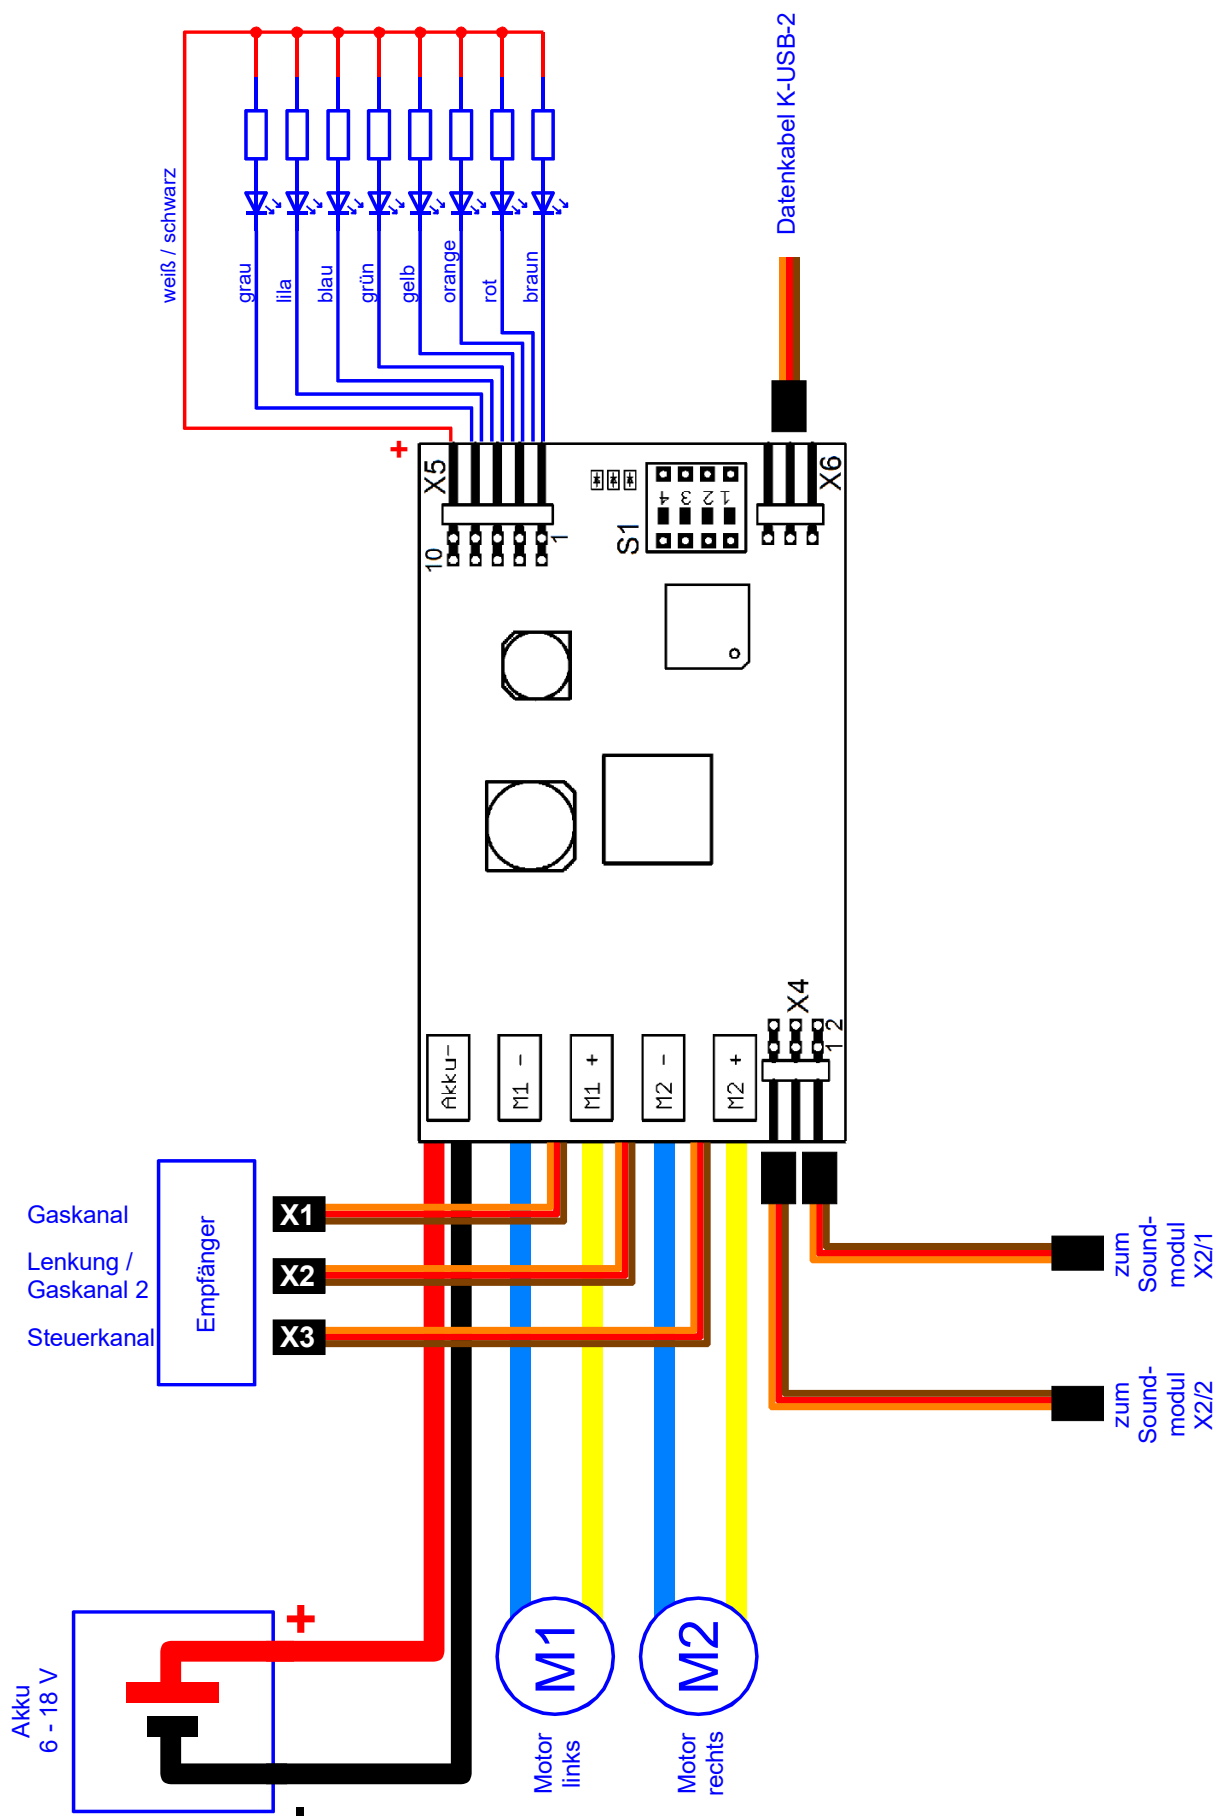 Datenkabel K-USB-2
weiß / schwarz
grau
lila
blau
grün
gelb
orange
rot
braun
+
X5
10
1
S1
4
3
2
1
X6
X4
1
2
Akku-
M1 -
M1 +
M2 -
M2 +
Gaskanal
Lenkung /
Gaskanal 2
Steuerkanal
Empfänger
X1
X2
X3
zum
Sound-
modul
X2/1
zum
Sound-
modul
X2/2
Akku
6 - 18 V
+
-
M1
M2
Motor
links
Motor
rechts